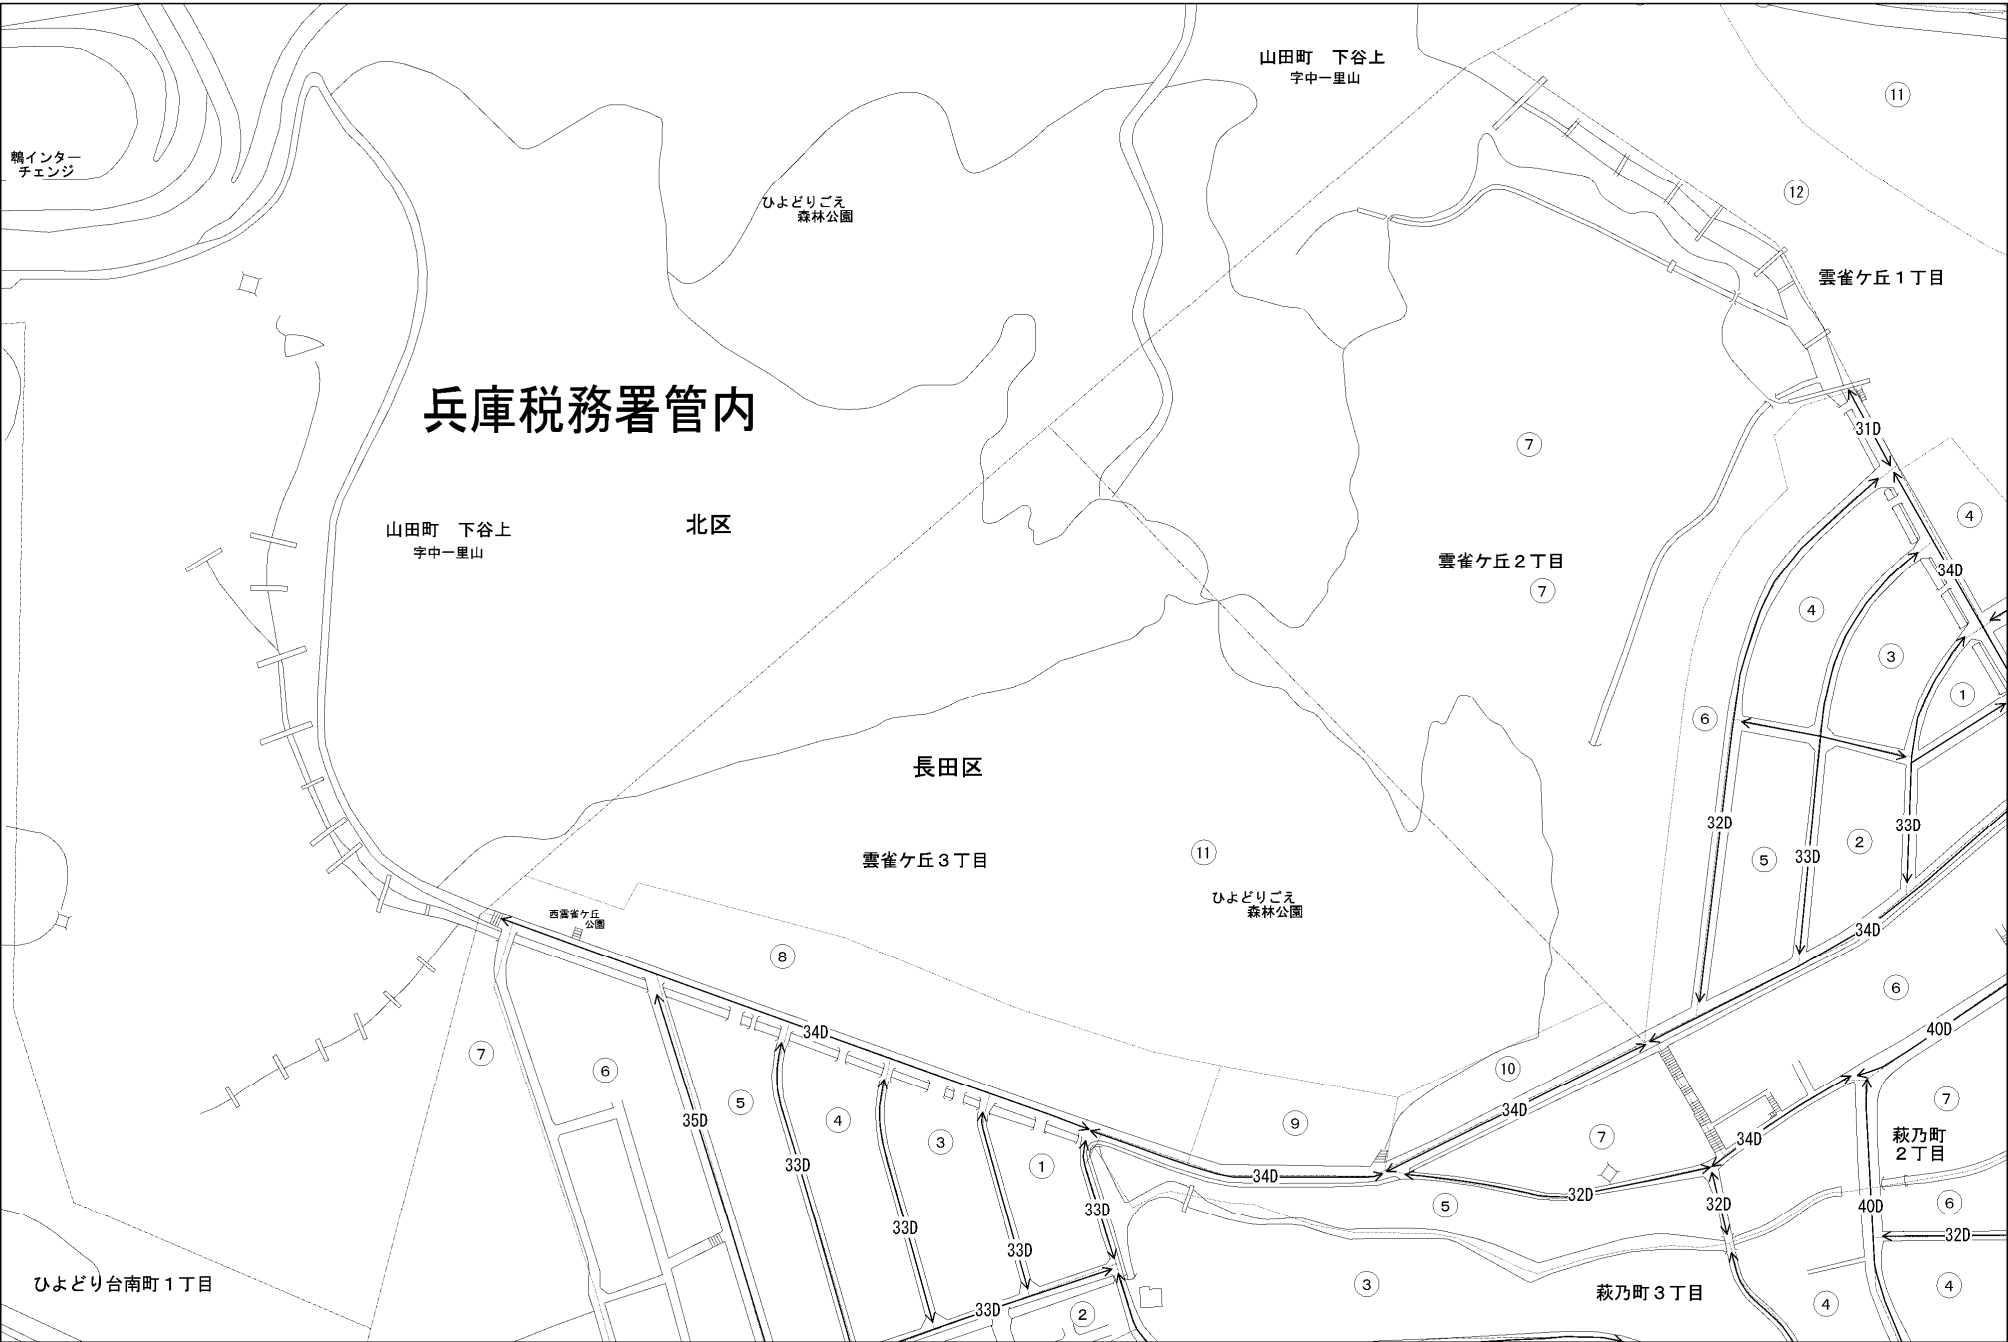 山田町 下谷上
字中一里山
⑪
鵯インター
チェンジ
⑫
ひよどりごえ
森林公園
雲雀ケ丘1丁目
兵庫税務署管内
31D
⑦
北区
④
山田町 下谷上
字中一里山
雲雀ケ丘2丁目
34D
⑦
④
③
①
⑥
長田区
32D
33D
②
33D
⑤
雲雀ケ丘3丁目
⑪
ひよどりごえ
森林公園
西雲雀ケ丘
公園
34D
⑧
⑥
34D
40D
⑦
⑥
⑩
⑤
④
③
①
35D
34D
⑨
⑦
34D
⑦
萩乃町
2丁目
33D
34D
32D
32D
⑤
40D
⑥
33D
33D
33D
32D
ひよどり台南町1丁目
③
萩乃町3丁目
④
④
33D
②